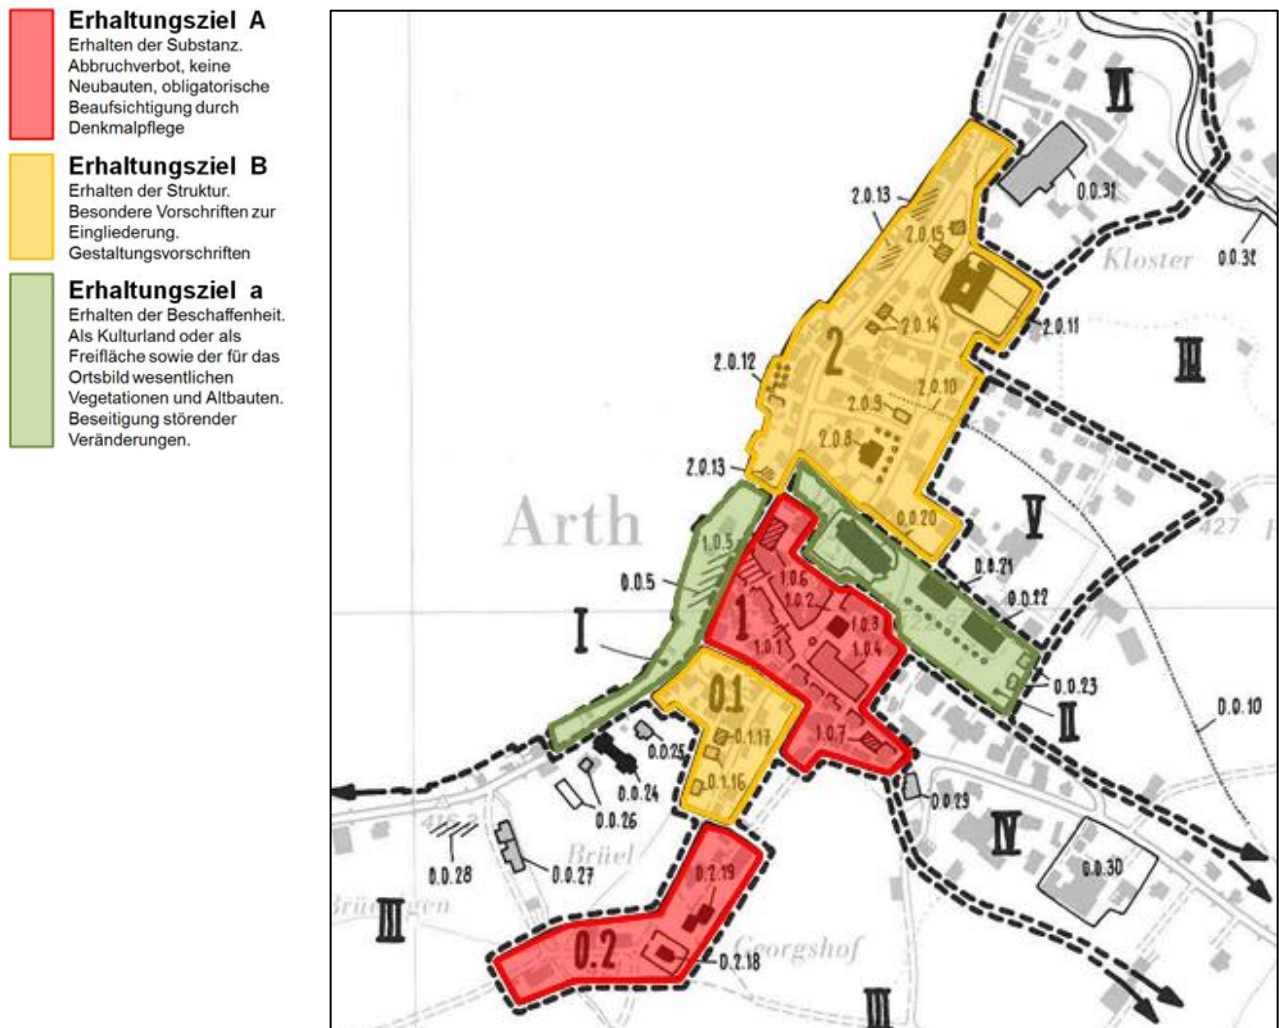 Erhaltungsziel A
Erhalten der Substanz.
Abbruchverbot, keine
Neubauten, obligatorische
Beaufsichtigung durch
Denkmalpflege
Erhaltungsziel B
Erhalten der Struktur.
Besondere Vorschriften zur
Eingliederung.
Gestaltungsvorschriften
Erhaltungsziel a
Erhalten der Beschaffenheit.
Als Kulturland oder als
Freifläche sowie der für das
Ortsbild wesentlichen
Vegetationen und Altbauten.
Beseitigung störender
Veränderungen.
VI
0.0.31
2.0.13
2.0.15
Kloster
0.0.32
2.0.11
2.0.14
2
III
2.0.12
2.0.10
2.0.9
2.0.8
2.0.13
Arth
V
427
0.0.20
1.0.5
0.0.21
0.0.5
1.0.6
0.0.22
1.0.2
I
1
1.0.3
1.0.1
1.0.4
0.0.23
0.1
II
0.0.10
1.0.7
0.1.17
0.0.25
0.1.16
0.0.24
0.0.29
0.0.26
IV
Brüel
0.0.28
0.0.27
0.0.30
0.2.19
III
0.2
Georgshof
0.2.18
III